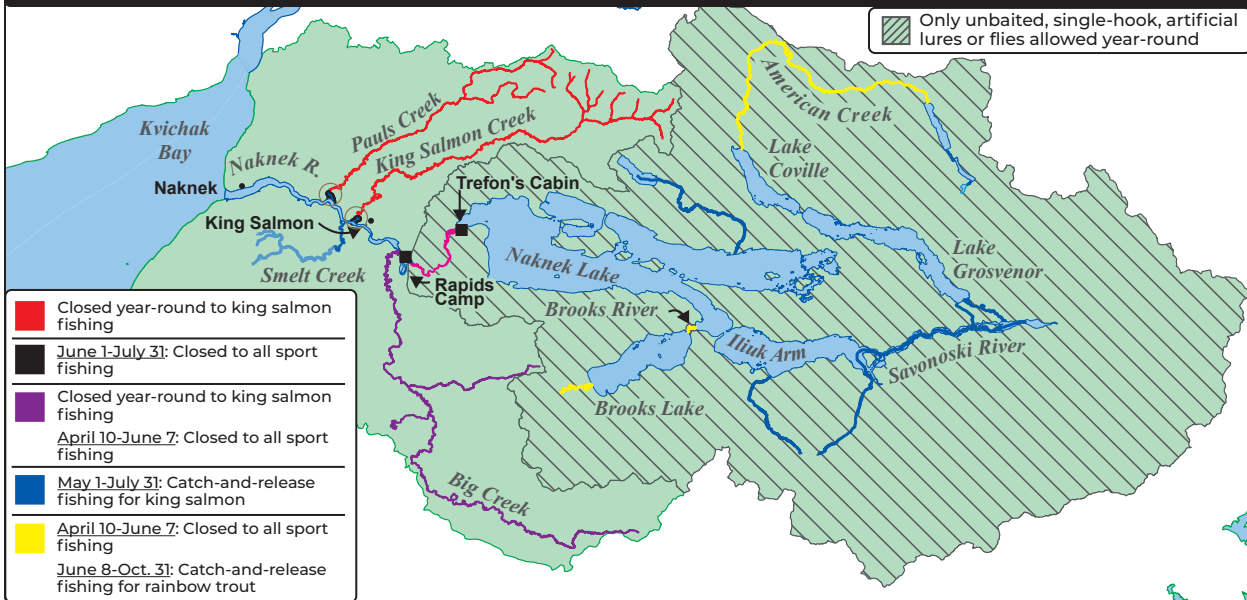 Only unbaited, single-hook, artificial
lures or flies allowed year-round
American Creek
Kvichak
Bay
Pauls Creek
King Salmon Creek
Naknek R.
Lake
Coville
Naknek
Trefon's Cabin
King Salmon
Smelt Creek
Naknek Lake
Lake
Grosvenor
Rapids
Camp
Brooks River
Iliuk Arm
Savonoski River
Brooks Lake
Big Creek
Closed year-round to king salmon
fishing
June 1-July 31: Closed to all sport
fishing
Closed year-round to king salmon
fishing
April 10-June 7: Closed to all sport
fishing
May 1-July 31: Catch-and-release
fishing for king salmon
April 10-June 7: Closed to all sport
fishing
June 8-Oct. 31: Catch-and-release
fishing for rainbow trout